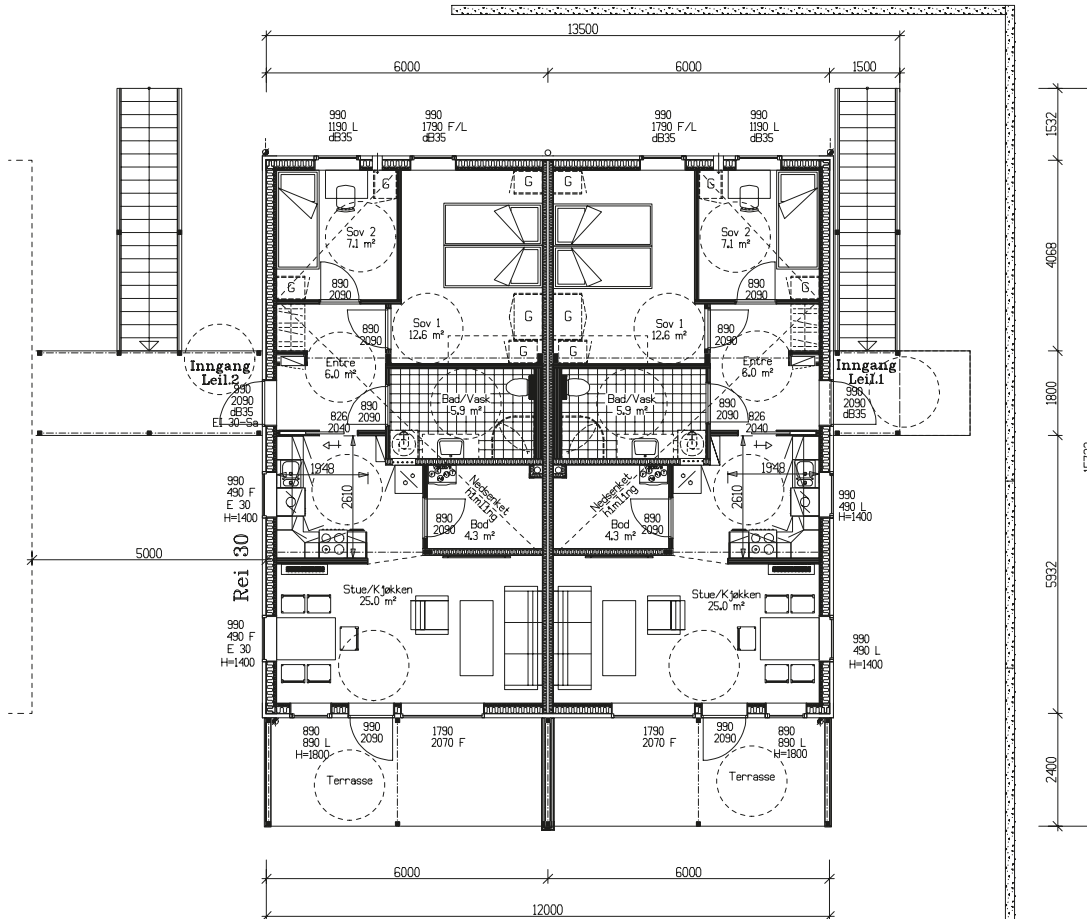 13500
6000 6000 1500
990 990 990 990
1190 L 1790 F/L 1790 F/L 1190 L
dB35 dB35 dB35 dB35
1532
G G G G
Sov 2 Sov 2
7.1 m² 7.1 m²
4068
G G
890 890
2090 2090
G G
Sov 1 Sov 1
12.6 m² 12.6 m²
890 890
2090 2090
G G
Inngang Inngang
Leil.2 Leil.1
Entre Entre
6.0 m² 6.0 m²
990 990
2090 2090
dB35 dB35
EI 30-Sa
1800
Bad/Vask Bad/Vask
5.9 m² 5.9 m²
890 890
2090 2090
826 826
2040 2040
1948 1948
2610 2610
990 990
490 F 490 L
E 30 H=1400
H=1400
Nedsenket Nedsenket
himling himling
890 890
2090 2090
Bod Bod
4.3 m² 4.3 m²
5000
Rei 30
5932
Stue/Kjøkken Stue/Kjøkken
25.0 m² 25.0 m²
990 990
490 F 490 L
E 30 H=1400
H=1400
890 990 1790 1790 990 890
890 L 2090 2070 F 2070 F 2090 890 L
H=1800 H=1800
Terrasse Terrasse
2400
6000 6000
12000